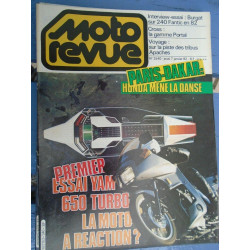 moto
revue
Interview-essai : Burgat
sur 240 Fantic en 82
Cross :
la gamme Portal
Voyage :
sur la piste des tribus
Apaches
PARIS-DAKAR:
HONDA MÈNE LA DANSE
PREMIER
ESSAI YAM
650 TURBO
LA MOTO
A REACTION?